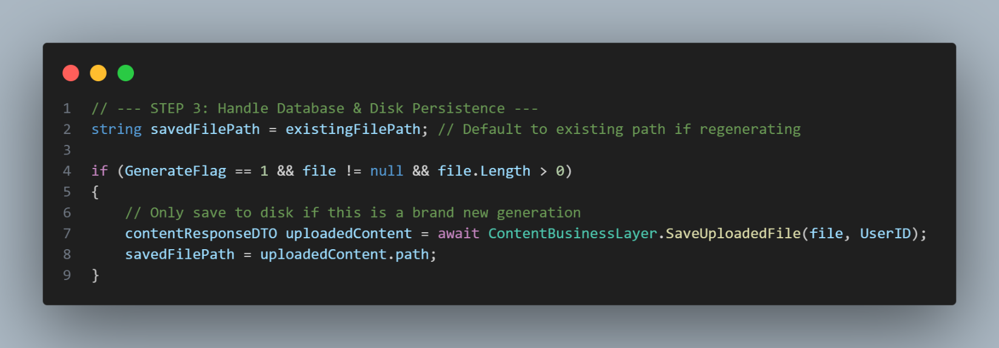 1 // --- STEP 3: Handle Database & Disk Persistence ---
2 string savedFilePath = existingFilePath; // Default to existing path if regenerating
3
4 if (GenerateFlag == 1 && file != null && file.Length > 0)
5 {
6     // Only save to disk if this is a brand new generation
7     contentResponseDTO uploadedContent = await ContentBusinessLayer.SaveUploadedFile(file, UserID);
8     savedFilePath = uploadedContent.path;
9 }